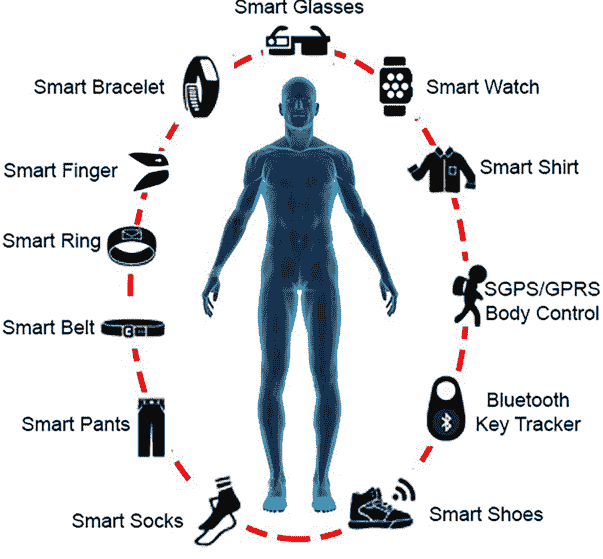 Smart Glasses
Smart Bracelet
Smart Watch
Smart Finger
Smart Shirt
Smart Ring
SGPS/GPRS
Body Control
Smart Belt
Bluetooth
Key Tracker
Smart Pants
Smart Socks
Smart Shoes